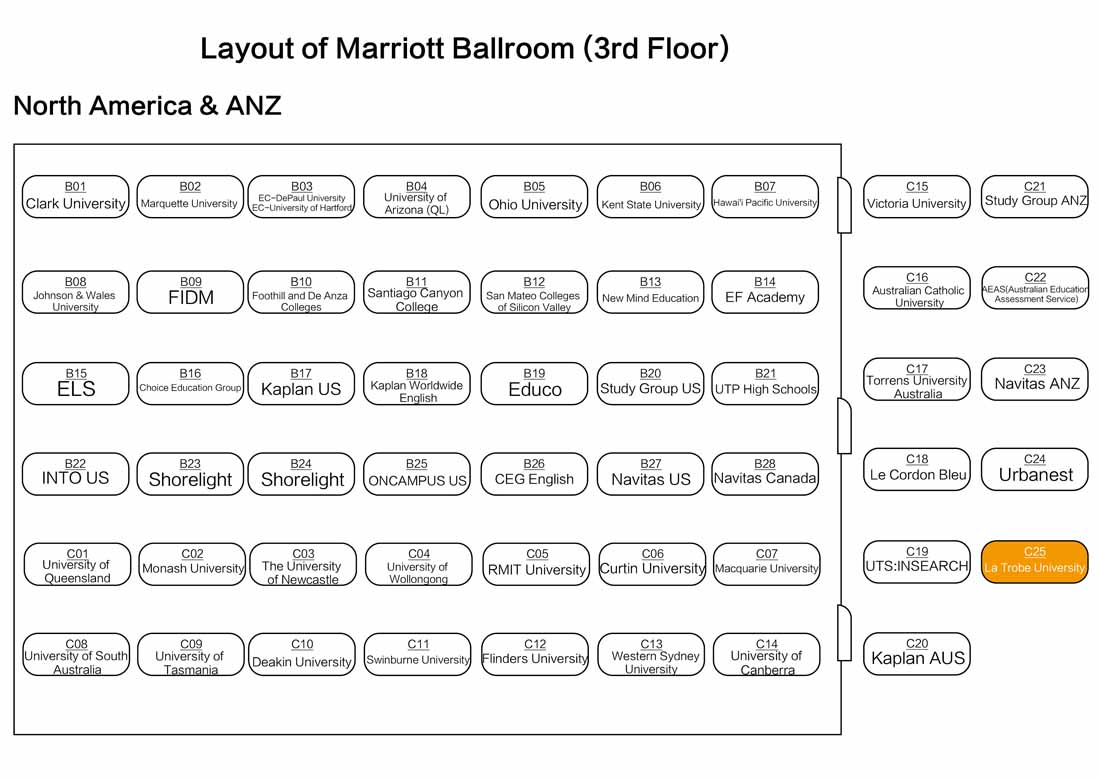 Layout of Marriott Ballroom (3rd Floor)
North America & ANZ
B01
Clark University
B02
Marquette University
B03
EC-DePaul University
EC-University of Hartford
B04
University of
Arizona (QL)
B05
Ohio University
B06
Kent State University
B07
Hawai'i Pacific University
C15
Victoria University
C21
Study Group ANZ
B08
Johnson & Wales
University
B09
FIDM
B10
Foothill and De Anza
Colleges
B11
Santiago Canyon
College
B12
San Mateo Colleges
of Silicon Valley
B13
New Mind Education
B14
EF Academy
C16
Australian Catholic
University
C22
AEAS(Australian Education
Assessment Service)
B15
ELS
B16
Choice Education Group
B17
Kaplan US
B18
Kaplan Worldwide
English
B19
Educo
B20
Study Group US
B21
UTP High Schools
C17
Torrens University
Australia
C23
Navitas ANZ
B22
INTO US
B23
Shorelight
B24
Shorelight
B25
ONCAMPUS US
B26
CEG English
B27
Navitas US
B28
Navitas Canada
C18
Le Cordon Bleu
C24
Urbanest
C01
University of
Queensland
C02
Monash University
C03
The University
of Newcastle
C04
University of
Wollongong
C05
RMIT University
C06
Curtin University
C07
Macquarie University
C19
UTS:INSEARCH
C25
La Trobe University
C08
University of South
Australia
C09
University of
Tasmania
C10
Deakin University
C11
Swinburne University
C12
Flinders University
C13
Western Sydney
University
C14
University of
Canberra
C20
Kaplan AUS